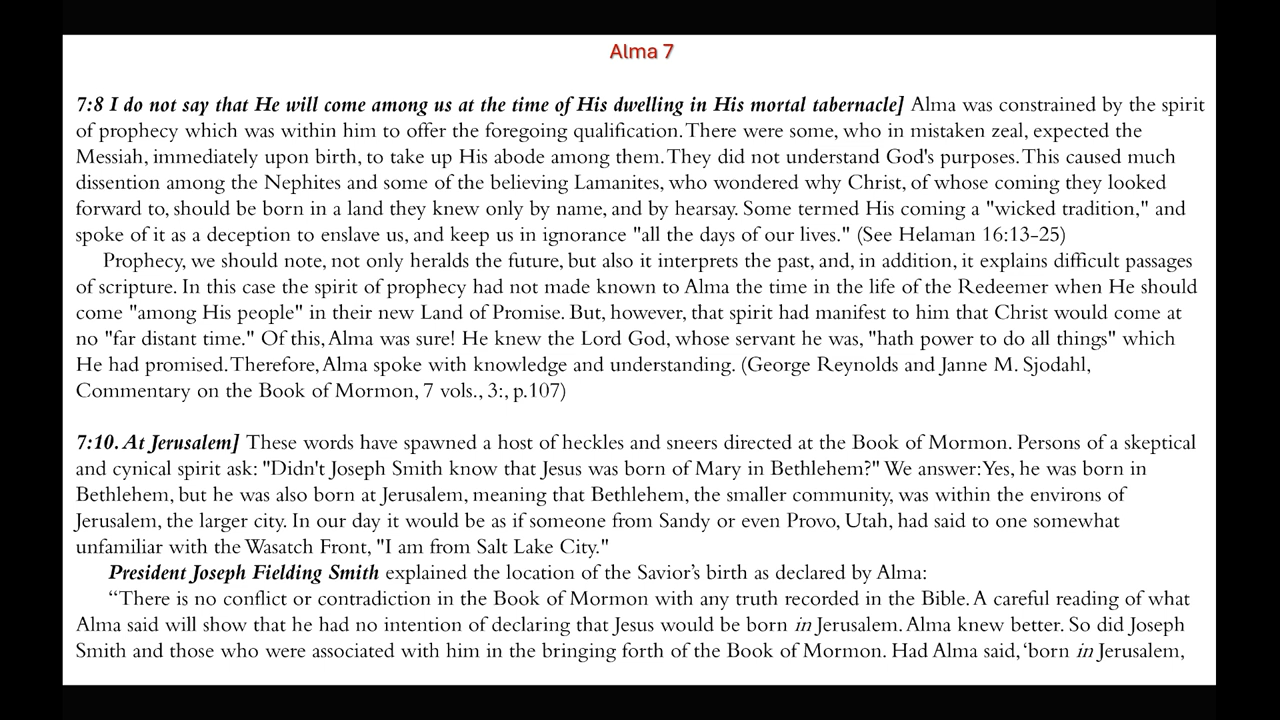 Alma 7
7:8 I do not say that He will come among us at the time of His dwelling in His mortal tabernacle] Alma was constrained by the spirit
of prophecy which was within him to offer the foregoing qualification. There were some, who in mistaken zeal, expected the
Messiah, immediately upon birth, to take up His abode among them. They did not understand God's purposes. This caused much
dissention among the Nephites and some of the believing Lamanites, who wondered why Christ, of whose coming they looked
forward to, should be born in a land they knew only by name, and by hearsay. Some termed His coming a "wicked tradition," and
spoke of it as a deception to enslave us, and keep us in ignorance "all the days of our lives." (See Helaman 16:13-25)
Prophecy, we should note, not only heralds the future, but also it interprets the past, and, in addition, it explains difficult passages
of scripture. In this case the spirit of prophecy had not made known to Alma the time in the life of the Redeemer when He should
come "among His people" in their new Land of Promise. But, however, that spirit had manifest to him that Christ would come at
no "far distant time." Of this, Alma was sure! He knew the Lord God, whose servant he was, "hath power to do all things" which
He had promised. Therefore, Alma spoke with knowledge and understanding. (George Reynolds and Janne M. Sjodahl,
Commentary on the Book of Mormon, 7 vols., 3:, p.107)
7:10. At Jerusalem] These words have spawned a host of heckles and sneers directed at the Book of Mormon. Persons of a skeptical
and cynical spirit ask: "Didn't Joseph Smith know that Jesus was born of Mary in Bethlehem?" We answer: Yes, he was born in
Bethlehem, but he was also born at Jerusalem, meaning that Bethlehem, the smaller community, was within the environs of
Jerusalem, the larger city. In our day it would be as if someone from Sandy or even Provo, Utah, had said to one somewhat
unfamiliar with the Wasatch Front, "I am from Salt Lake City."
President Joseph Fielding Smith explained the location of the Savior's birth as declared by Alma:
"There is no conflict or contradiction in the Book of Mormon with any truth recorded in the Bible. A careful reading of what
Alma said will show that he had no intention of declaring that Jesus would be born in Jerusalem. Alma knew better. So did Joseph
Smith and those who were associated with him in the bringing forth of the Book of Mormon. Had Alma said, 'born in Jerusalem,